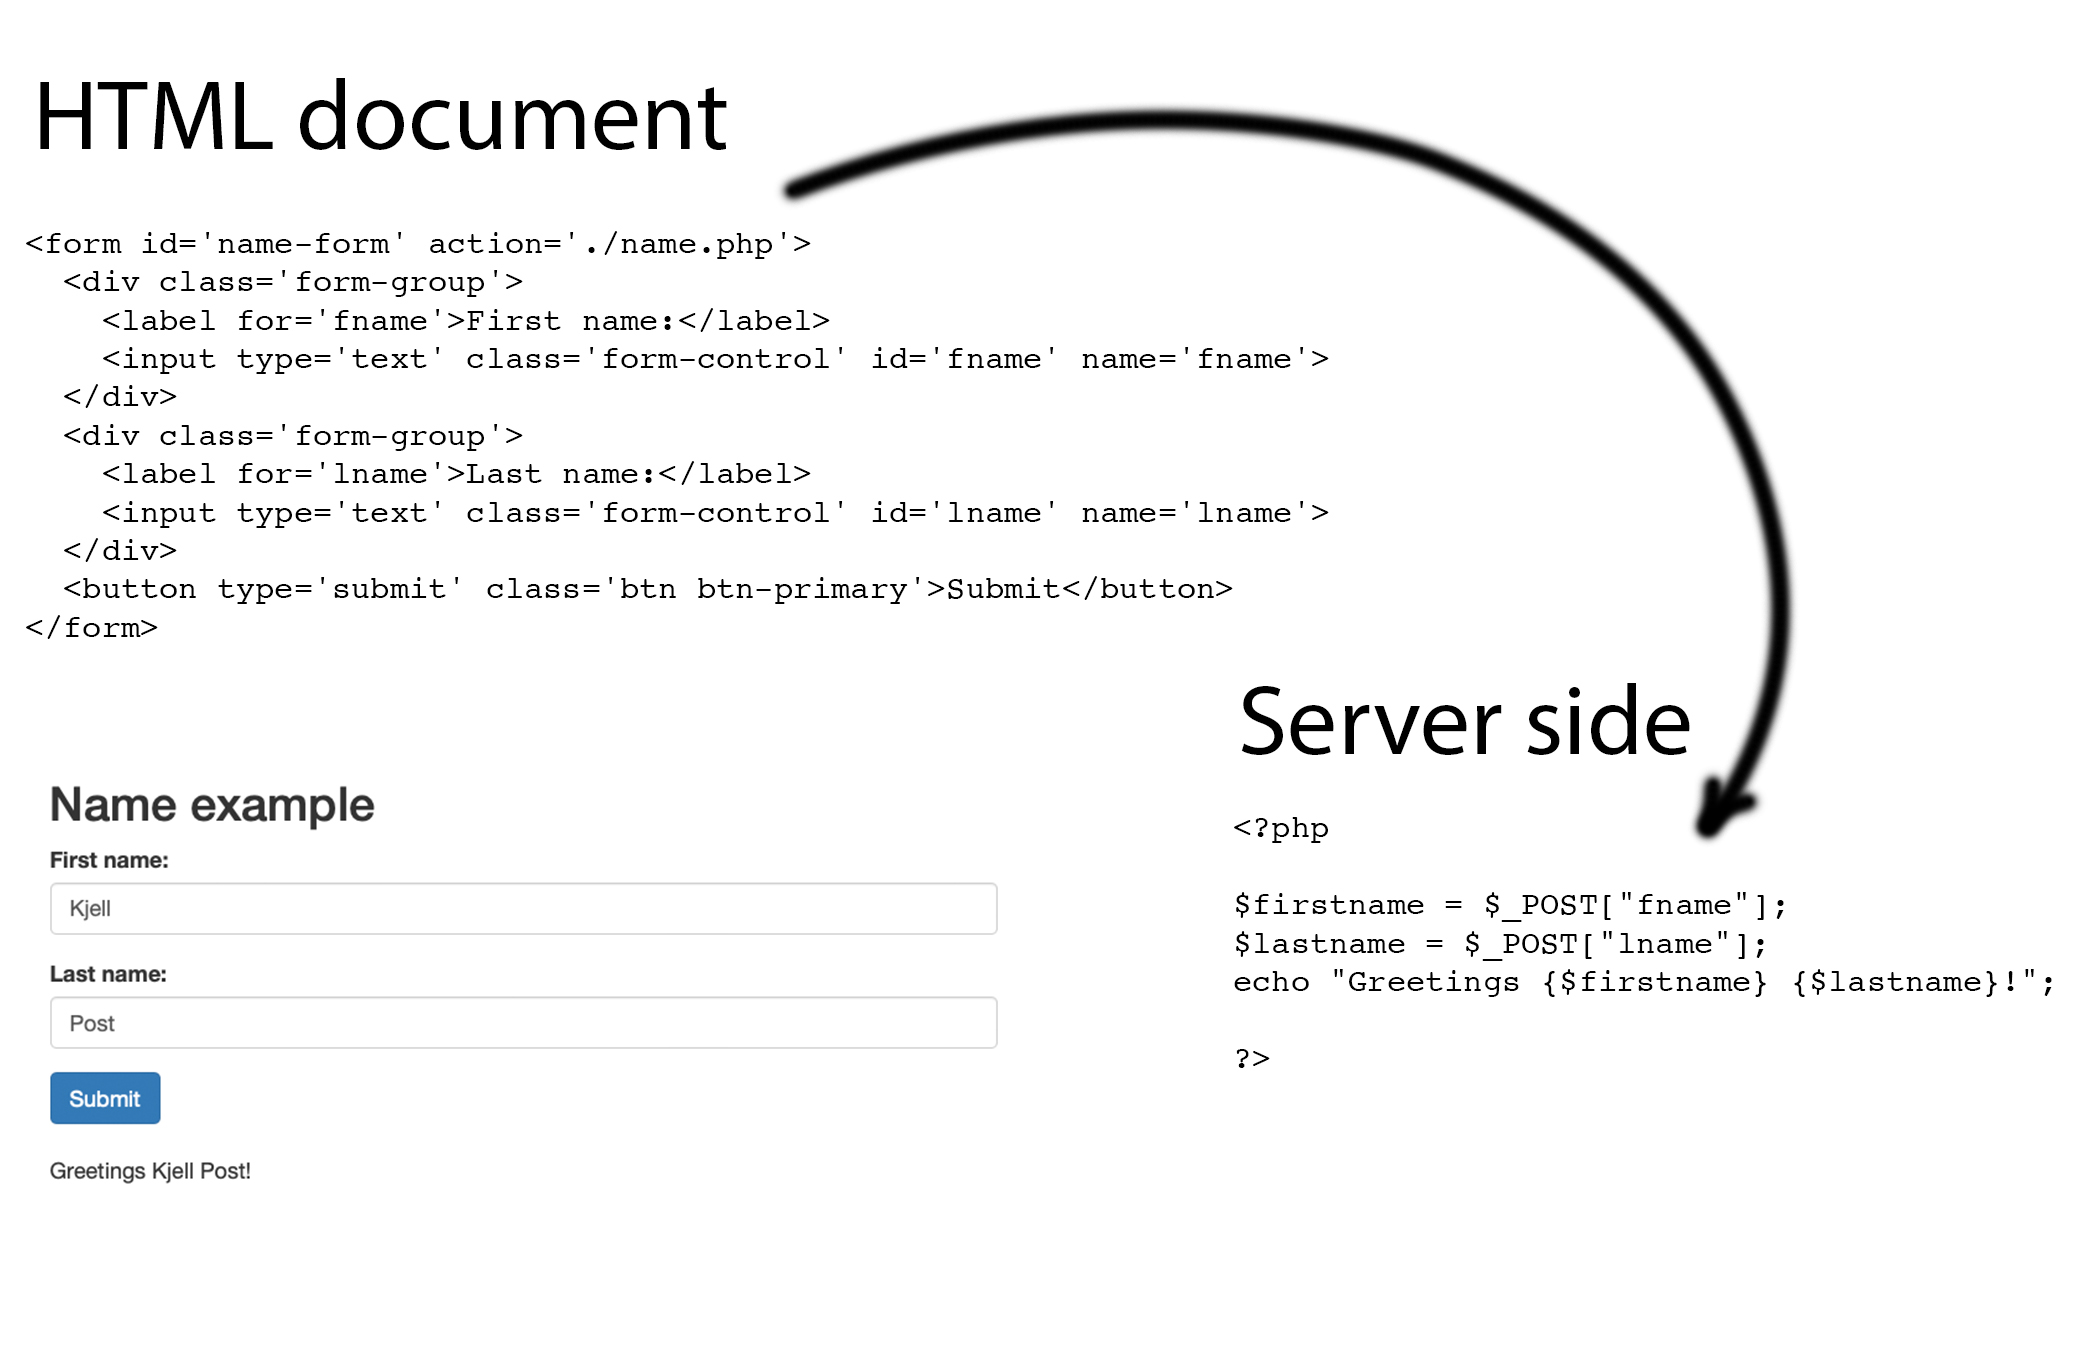 HTML document
<form id='name-form' action='./name.php'>
  <div class='form-group'>
    <label for='fname'>First name:</label>
    <input type='text' class='form-control' id='fname' name='fname'>
  </div>
  <div class='form-group'>
    <label for='lname'>Last name:</label>
    <input type='text' class='form-control' id='lname' name='lname'>
  </div>
  <button type='submit' class='btn btn-primary'>Submit</button>
</form>
Name example
First name:
Kjell
Last name:
Post
Submit
Greetings Kjell Post!
Server side
<?php
$firstname = $_POST["fname"];
$lastname = $_POST["lname"];
echo "Greetings {$firstname} {$lastname}!";
?>